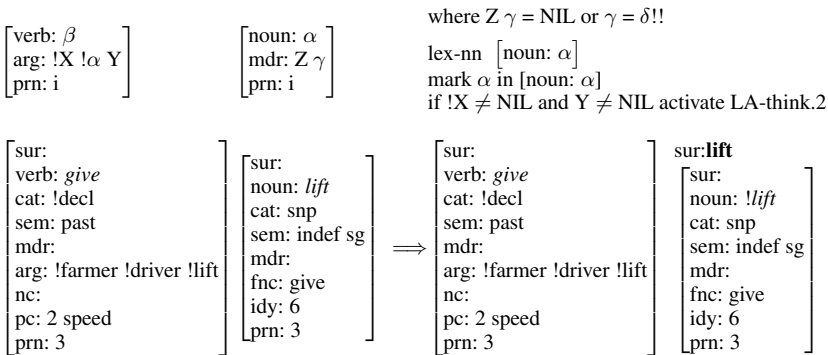 where Z γ = NIL or γ = δ!!
[verb: β
arg: !X !α Y
prn: i]
[noun: α
mdr: Z γ
prn: i]
lex-nn [noun: α]
mark α in [noun: α]
if !X ≠ NIL and Y ≠ NIL activate LA-think.2
[sur:
verb: give
cat: !decl
sem: past
mdr:
arg: !farmer !driver !lift
nc:
pc: 2 speed
prn: 3]
[sur:
noun: lift
cat: snp
sem: indef sg
mdr:
fnc: give
idy: 6
prn: 3]
⟹
[sur:
verb: give
cat: !decl
sem: past
mdr:
arg: !farmer !driver !lift
nc:
pc: 2 speed
prn: 3]
sur:lift
[sur:
noun: !lift
cat: snp
sem: indef sg
mdr:
fnc: give
idy: 6
prn: 3]